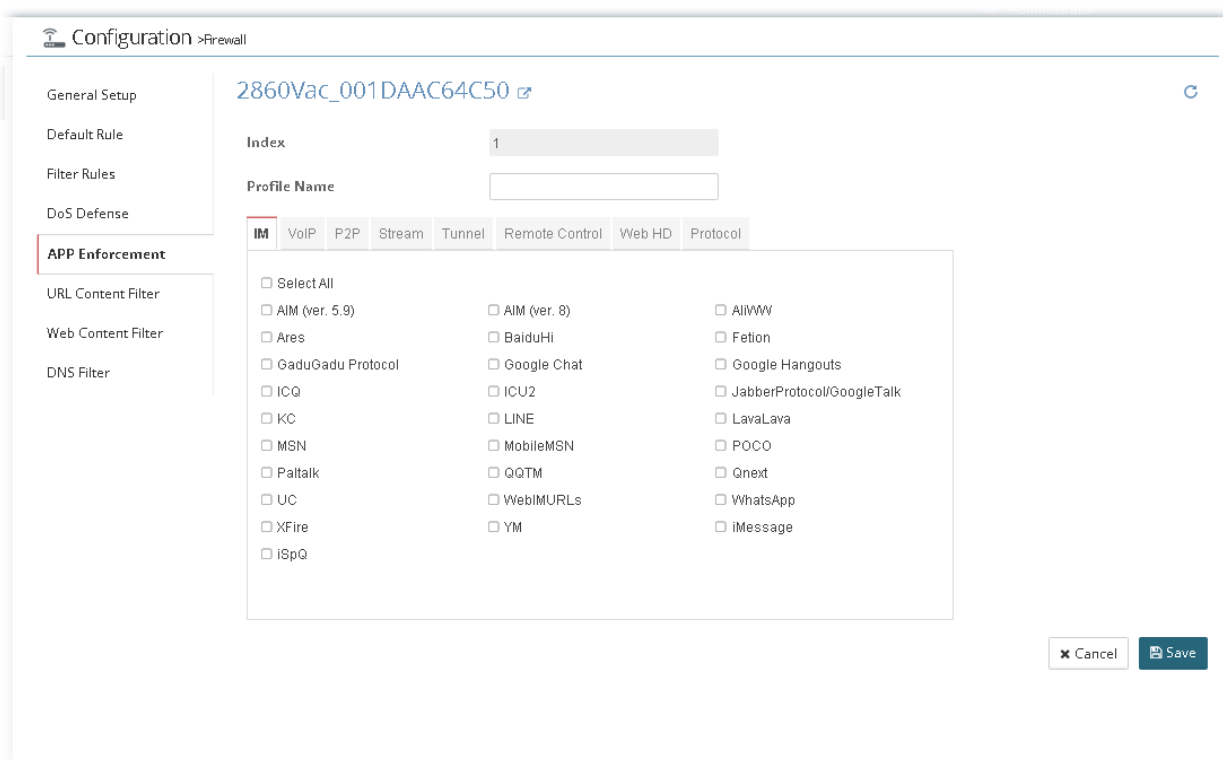 Configuration >Firewall
General Setup
Default Rule
Filter Rules
DoS Defense
APP Enforcement
URL Content Filter
Web Content Filter
DNS Filter
2860Vac_001DAAC64C50
Index 1
Profile Name
IM VoIP P2P Stream Tunnel Remote Control Web HD Protocol
Select All
AIM (ver. 5.9) AIM (ver. 8) AliWW
Ares BaiduHi Fetion
GaduGadu Protocol Google Chat Google Hangouts
ICQ ICU2 JabberProtocol/GoogleTalk
KC LINE LavaLava
MSN MobileMSN POCO
Paltalk QQTM Qnext
UC WebIMURLs WhatsApp
XFire YM iMessage
iSpQ
Cancel Save